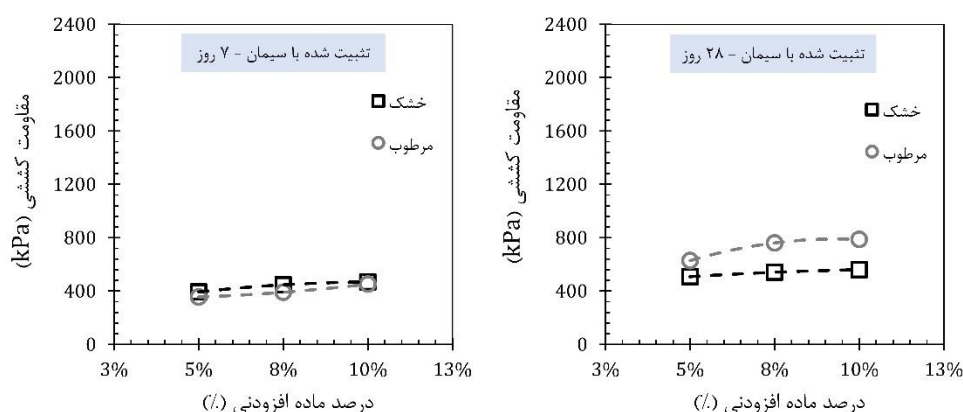 تثبیت شده با سیمان - ۷ روز
خشک
مرطوب
مقاومت کششی (kPa)
2400
2000
1600
1200
800
400
0
3%
5%
8%
10%
13%
درصد ماده افزودنی (٪)
تثبیت شده با سیمان - ۲۸ روز
خشک
مرطوب
مقاومت کششی (kPa)
2400
2000
1600
1200
800
400
0
3%
5%
8%
10%
13%
درصد ماده افزودنی (٪)